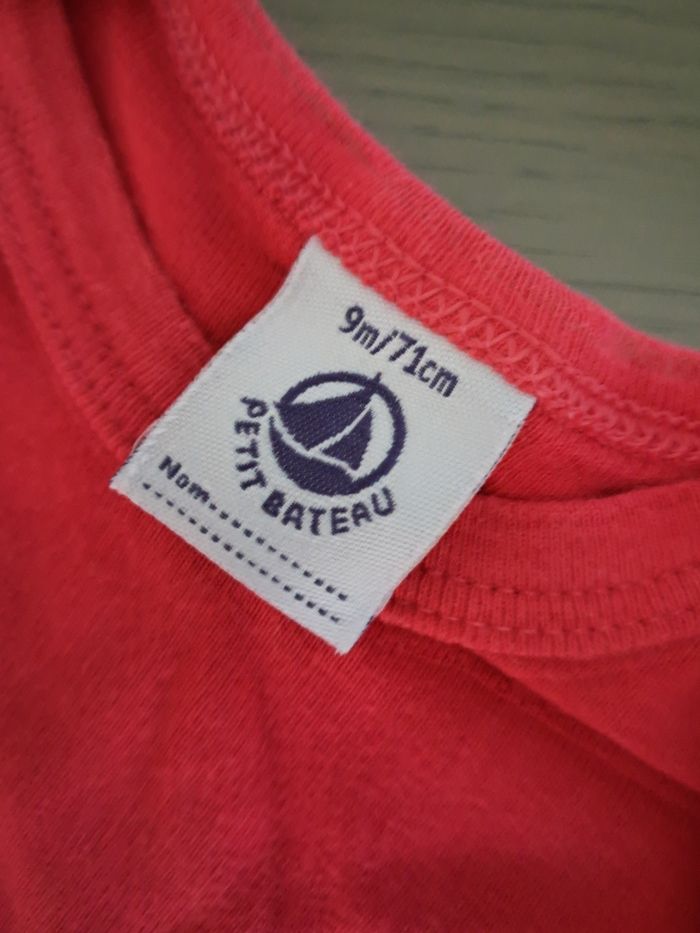 9m/71cm
PETIT BATEAU
Nom..............